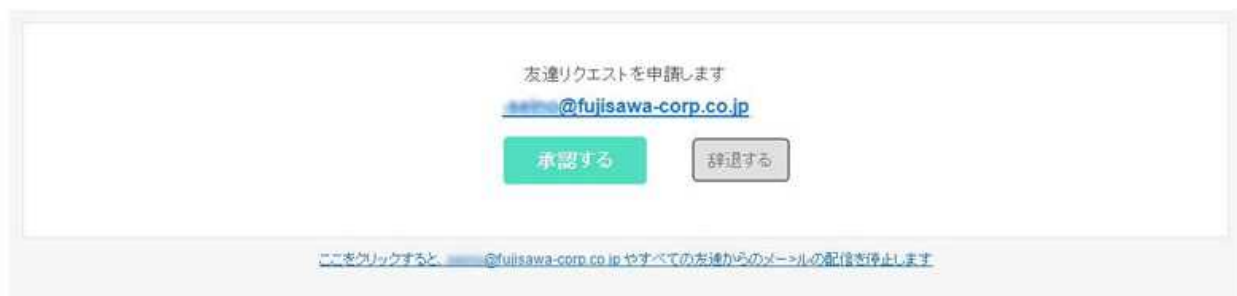 友達リクエストを申請します
@fujisawa-corp.co.jp
承認する
辞退する
ここをクリックすると、 @fujisawa-corp.co.jp やすべての友達からのメー>ルの配信を停止します